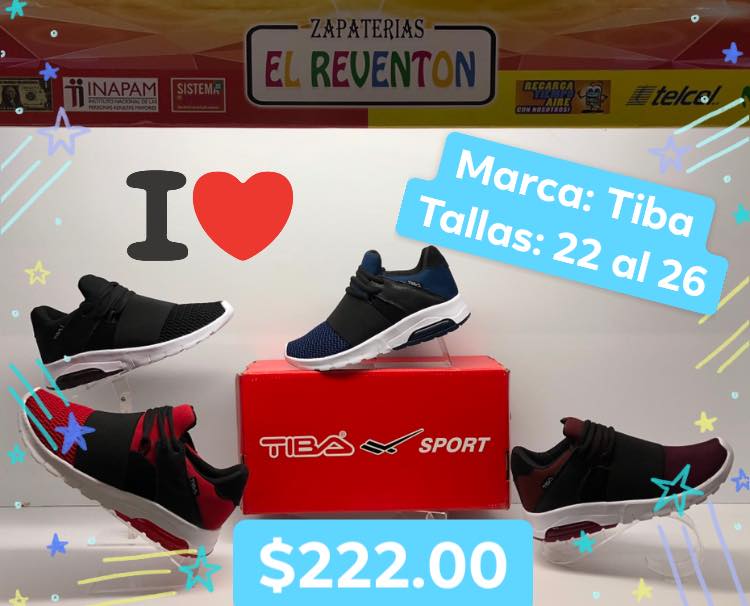 ZAPATERIAS
EL REVENTON
INAPAM
INSTITUTO NACIONAL DE LAS
PERSONAS ADULTAS MAYORES
SISTEMA
RECARGA
TIEMPO
AIRE
CON NOSOTROS!
telcel
I
Marca: Tiba
Tallas: 22 al 26
TIBA® SPORT
$222.00